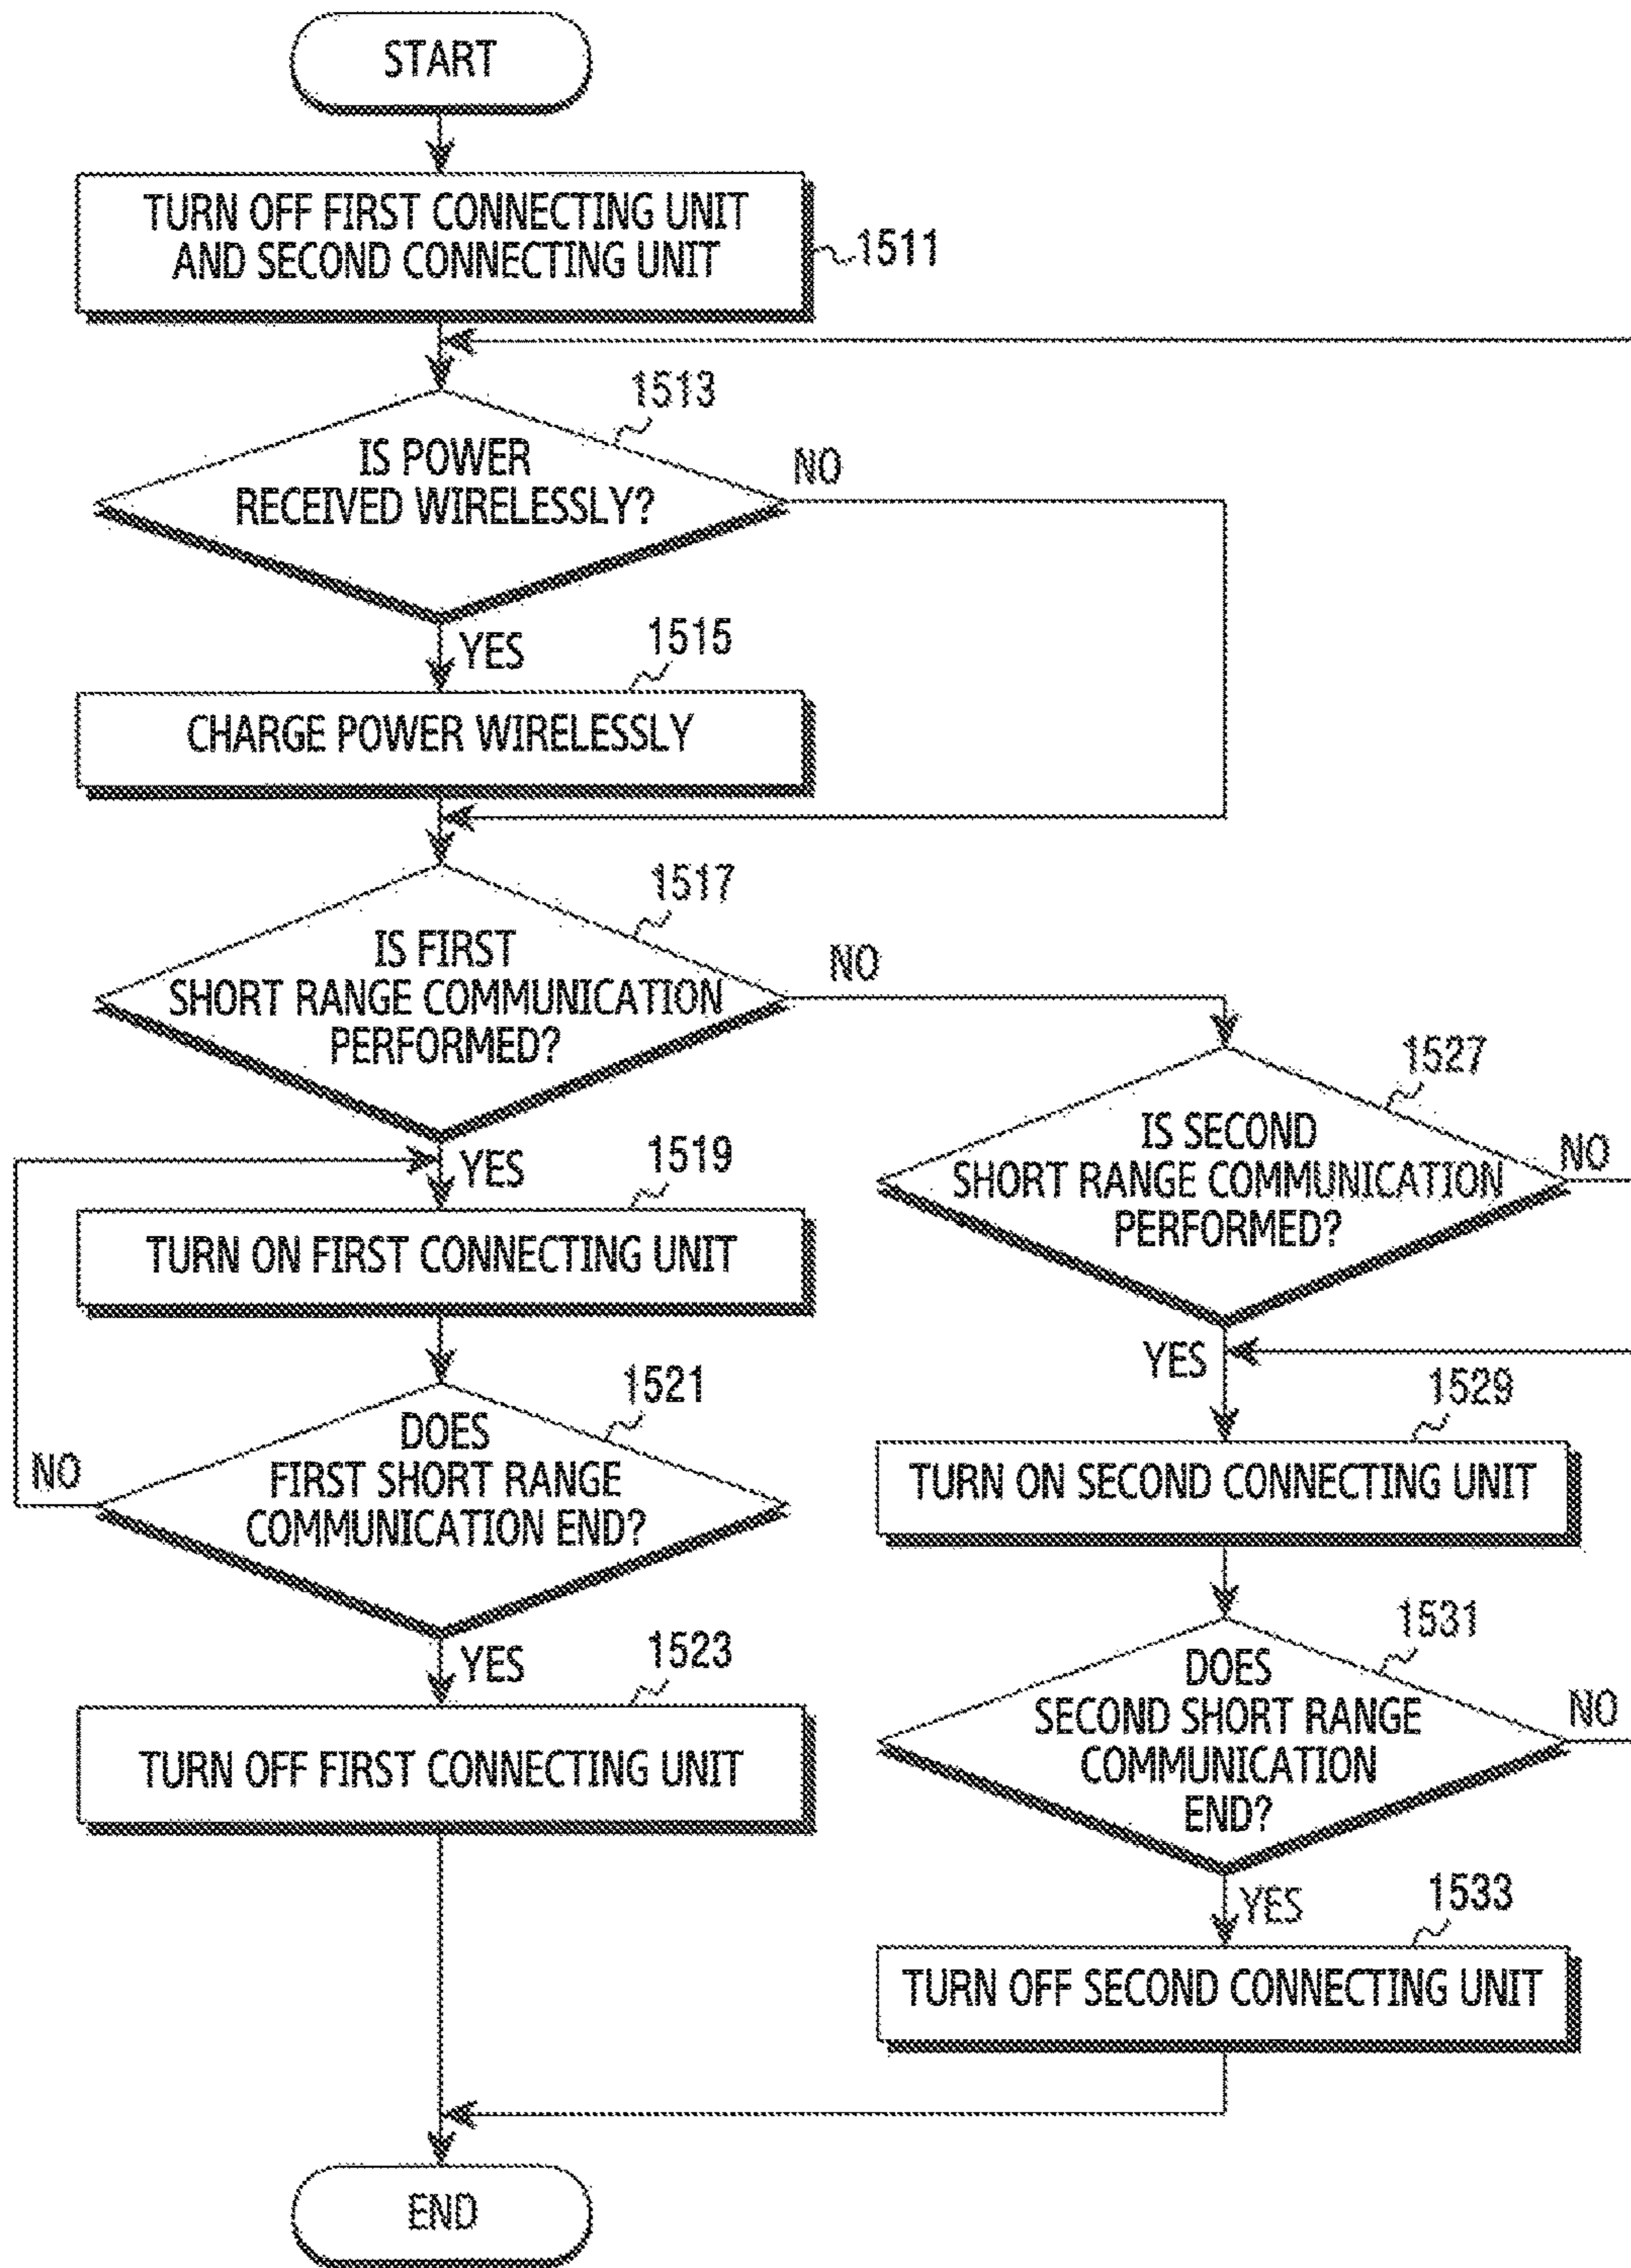 START
TURN OFF FIRST CONNECTING UNIT
AND SECOND CONNECTING UNIT
1511
1513
IS POWER
RECEIVED WIRELESSLY?
NO
YES
1515
CHARGE POWER WIRELESSLY
1517
IS FIRST
SHORT RANGE COMMUNICATION
PERFORMED?
NO
YES
1519
TURN ON FIRST CONNECTING UNIT
1521
DOES
FIRST SHORT RANGE
COMMUNICATION END?
NO
YES
1523
TURN OFF FIRST CONNECTING UNIT
1527
IS SECOND
SHORT RANGE COMMUNICATION
PERFORMED?
NO
YES
1529
TURN ON SECOND CONNECTING UNIT
1531
DOES
SECOND SHORT RANGE
COMMUNICATION
END?
NO
YES
1533
TURN OFF SECOND CONNECTING UNIT
END